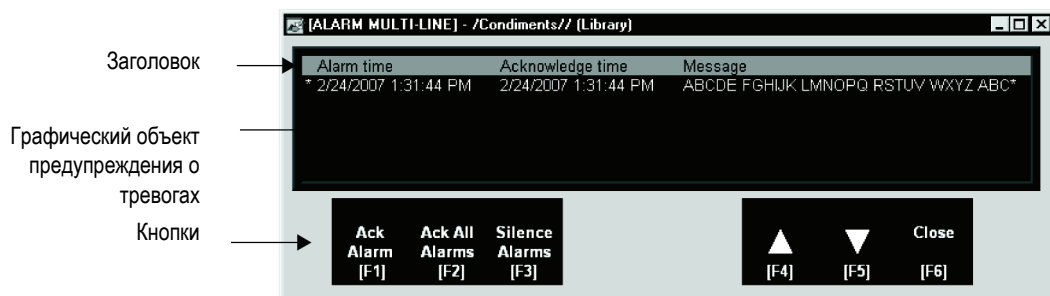 [ALARM MULTI-LINE] - /Condiments// (Library)
Заголовок
Alarm time Acknowledge time Message
* 2/24/2007 1:31:44 PM 2/24/2007 1:31:44 PM ABCDE FGHIJK LMNOPQ RSTUV WXYZ ABC*
Графический объект
предупреждения о
тревогах
Кнопки
Ack Alarm [F1]
Ack All Alarms [F2]
Silence Alarms [F3]
[F4]
[F5]
Close [F6]